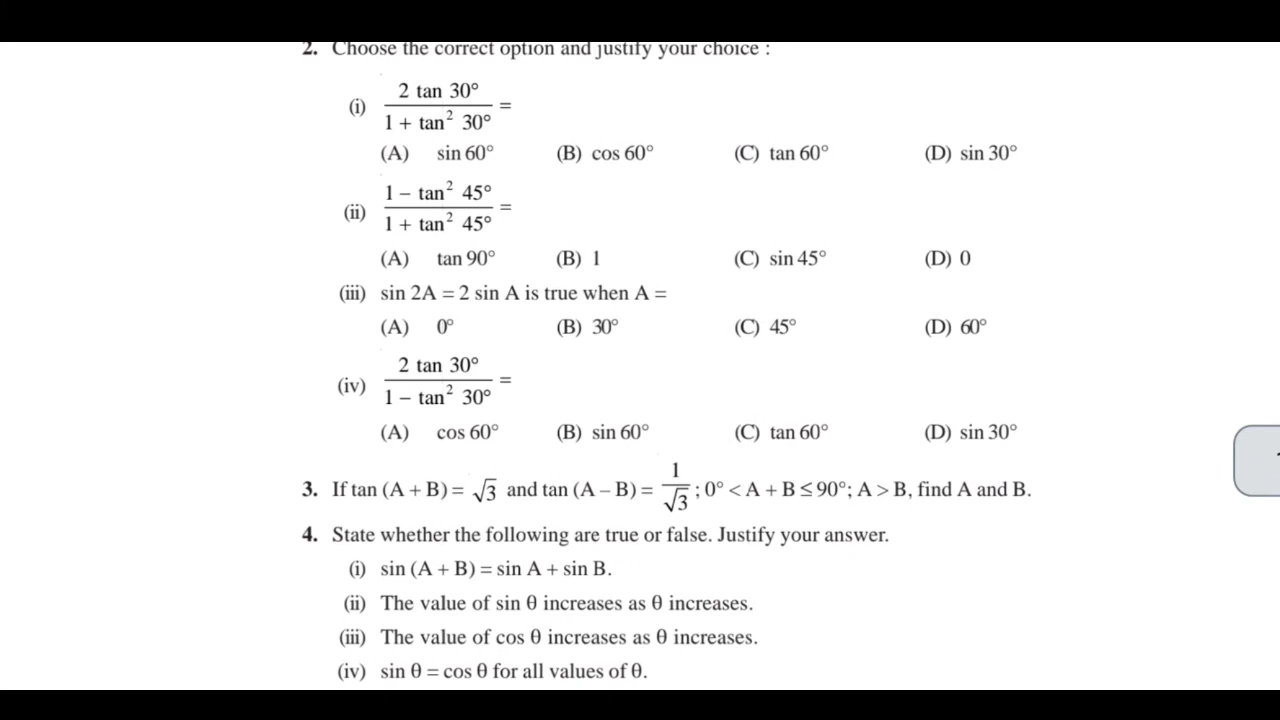 2. Choose the correct option and justify your choice :
(i) 2 tan 30° / 1 + tan² 30° =
(A) sin 60° (B) cos 60° (C) tan 60° (D) sin 30°
(ii) 1 – tan² 45° / 1 + tan² 45° =
(A) tan 90° (B) 1 (C) sin 45° (D) 0
(iii) sin 2A = 2 sin A is true when A =
(A) 0° (B) 30° (C) 45° (D) 60°
(iv) 2 tan 30° / 1 – tan² 30° =
(A) cos 60° (B) sin 60° (C) tan 60° (D) sin 30°
3. If tan (A + B) = √3 and tan (A – B) = 1/√3 ; 0° < A + B ≤ 90°; A > B, find A and B.
4. State whether the following are true or false. Justify your answer.
(i) sin (A + B) = sin A + sin B.
(ii) The value of sin θ increases as θ increases.
(iii) The value of cos θ increases as θ increases.
(iv) sin θ = cos θ for all values of θ.